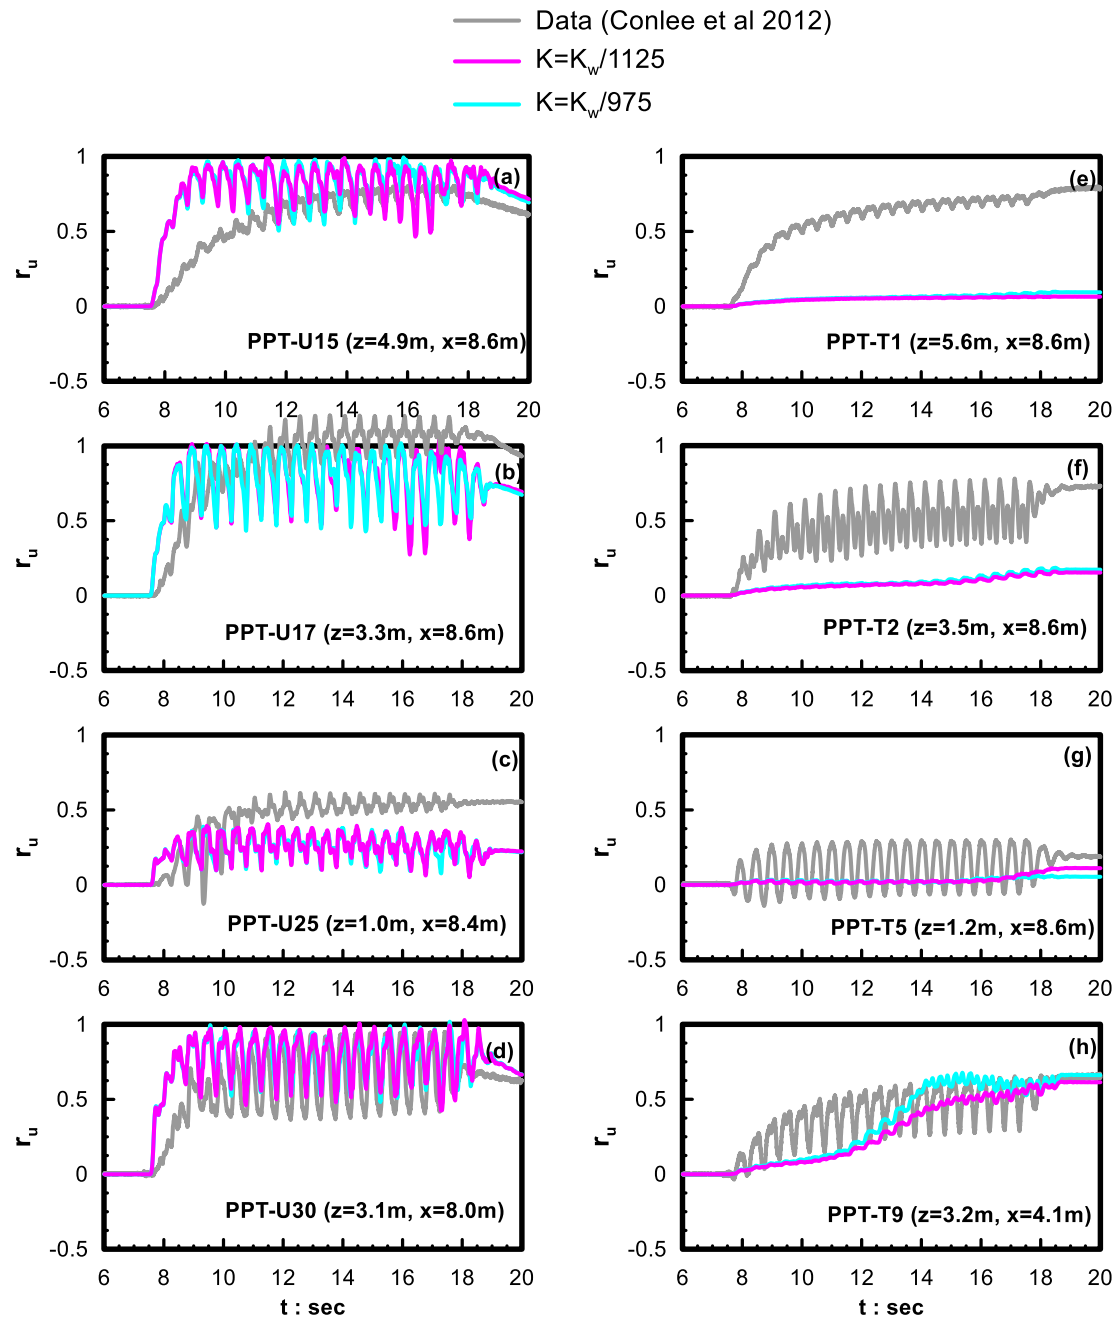 Data (Conlee et al 2012)
K=Kw/1125
K=Kw/975
1
0.5
0
-0.5
ru
(a)
PPT-U15 (z=4.9m, x=8.6m)
6 8 10 12 14 16 18 20
1
0.5
0
-0.5
ru
(e)
PPT-T1 (z=5.6m, x=8.6m)
6 8 10 12 14 16 18 20
1
0.5
0
-0.5
ru
(b)
PPT-U17 (z=3.3m, x=8.6m)
6 8 10 12 14 16 18 20
1
0.5
0
-0.5
ru
(f)
PPT-T2 (z=3.5m, x=8.6m)
6 8 10 12 14 16 18 20
1
0.5
0
-0.5
ru
(c)
PPT-U25 (z=1.0m, x=8.4m)
6 8 10 12 14 16 18 20
1
0.5
0
-0.5
ru
(g)
PPT-T5 (z=1.2m, x=8.6m)
6 8 10 12 14 16 18 20
1
0.5
0
-0.5
ru
(d)
PPT-U30 (z=3.1m, x=8.0m)
6 8 10 12 14 16 18 20
t : sec
1
0.5
0
-0.5
ru
(h)
PPT-T9 (z=3.2m, x=4.1m)
6 8 10 12 14 16 18 20
t : sec